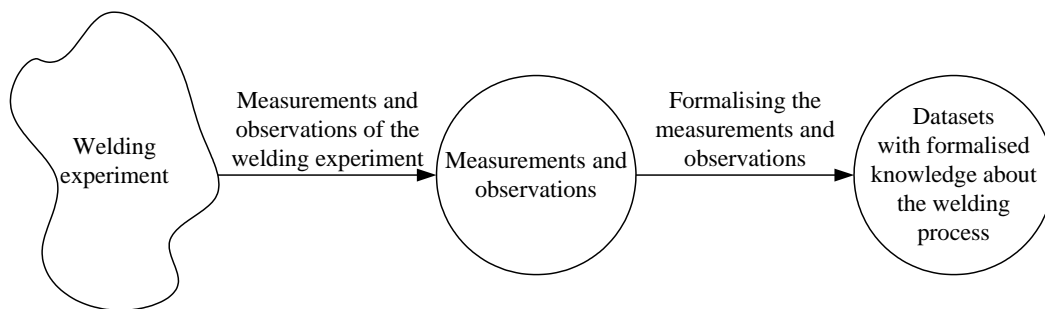 Welding
experiment
Measurements and
observations of the
welding experiment
Measurements and
observations
Formalising the
measurements and
observations
Datasets
with formalised
knowledge about
the welding
process